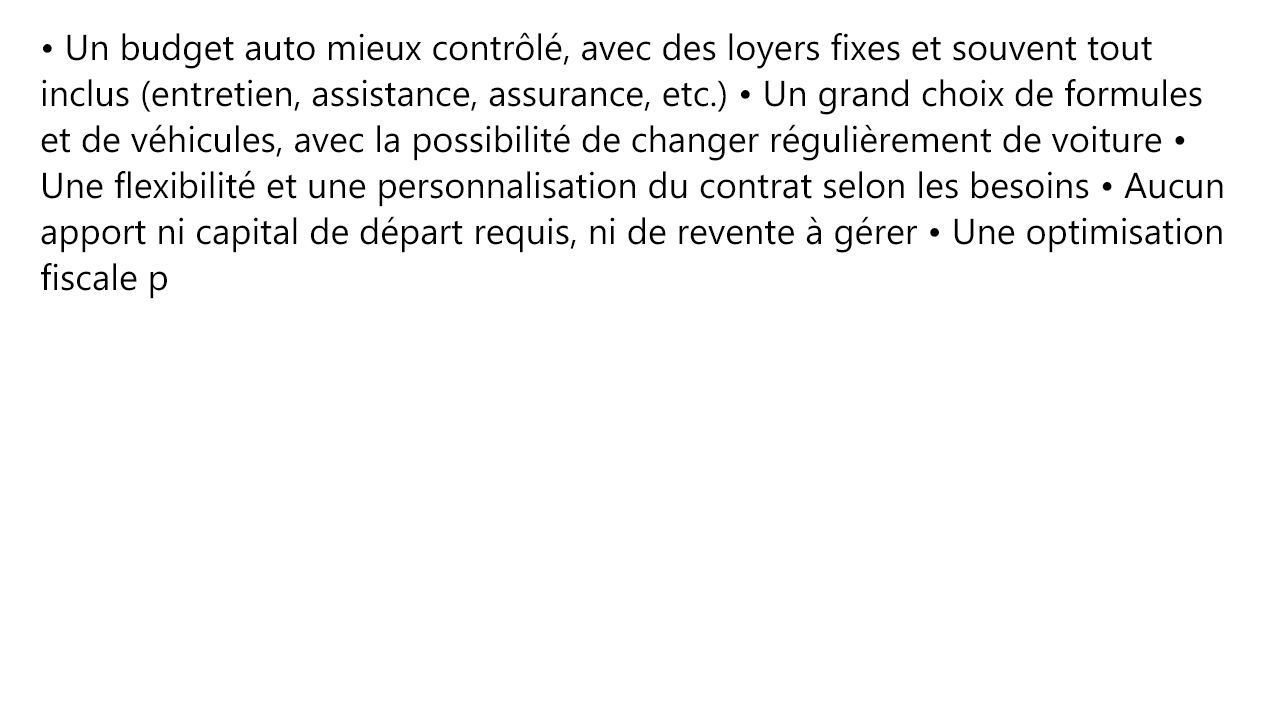 • Un budget auto mieux contrôlé, avec des loyers fixes et souvent tout
inclus (entretien, assistance, assurance, etc.) • Un grand choix de formules
et de véhicules, avec la possibilité de changer régulièrement de voiture •
Une flexibilité et une personnalisation du contrat selon les besoins • Aucun
apport ni capital de départ requis, ni de revente à gérer • Une optimisation
fiscale p